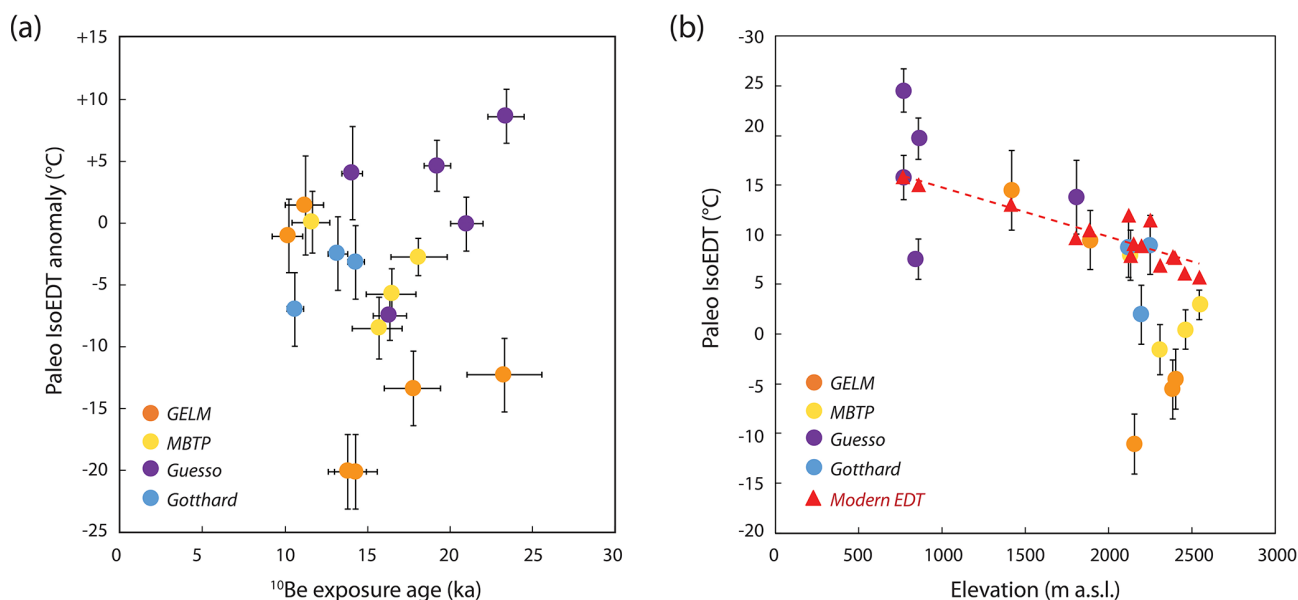 (a)
Paleo IsoEDT anomaly (°C)
+15
+10
+5
0
-5
-10
-15
-20
-25
GELM
MBTP
Guesso
Gotthard
0
5
10
15
20
25
30
¹⁰Be exposure age (ka)
(b)
Paleo IsoEDT (°C)
-30
25
20
15
10
5
0
-5
-10
-15
-20
GELM
MBTP
Guesso
Gotthard
Modern EDT
0
500
1000
1500
2000
2500
3000
Elevation (m a.s.l.)